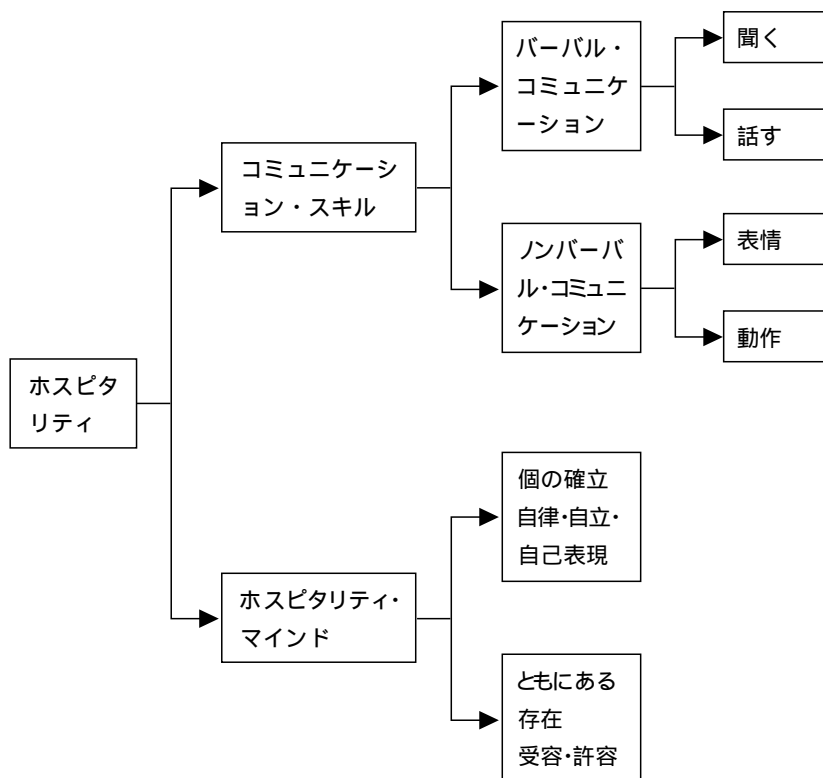 ホスピタ
リティ
コミュニケーシ
ョン・スキル
バーバル・
コミュニケ
ーション
聞く
話す
ノンバーバ
ル・コミュニ
ケーション
表情
動作
ホスピタリティ・
マインド
個の確立
自律・自立・
自己表現
ともにある
存在
受容・許容